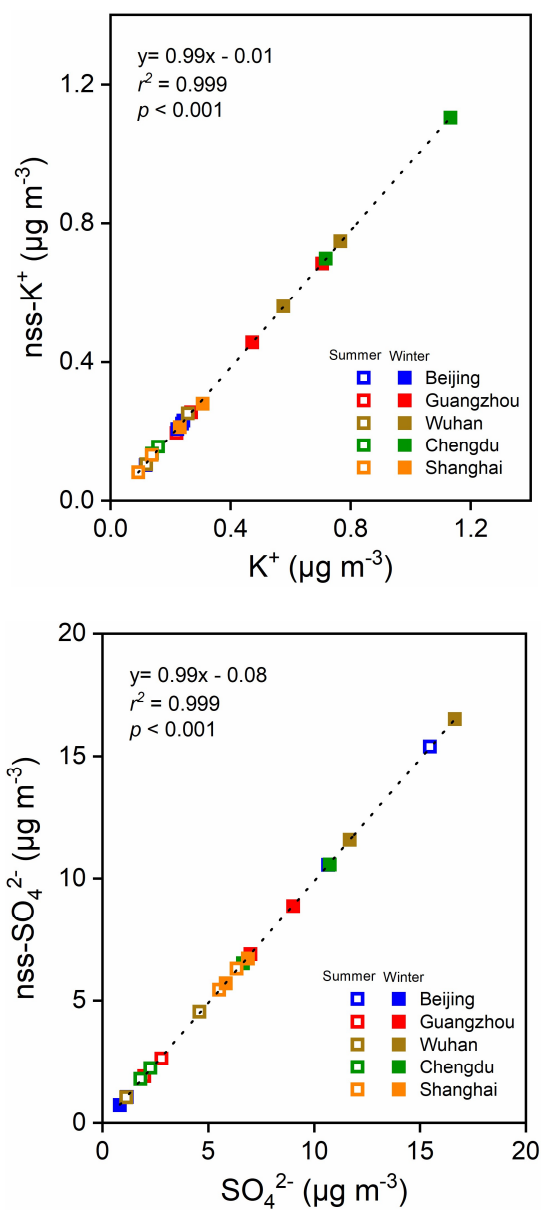 y= 0.99x - 0.01
r² = 0.999
p < 0.001
1.2
0.8
0.4
0.0
nss-K⁺ (µg m⁻³)
Summer Winter
Beijing
Guangzhou
Wuhan
Chengdu
Shanghai
0.0 0.4 0.8 1.2
K⁺ (µg m⁻³)
20
y= 0.99x - 0.08
r² = 0.999
p < 0.001
15
10
5
0
nss-SO₄²⁻ (µg m⁻³)
Summer Winter
Beijing
Guangzhou
Wuhan
Chengdu
Shanghai
0 5 10 15 20
SO₄²⁻ (µg m⁻³)